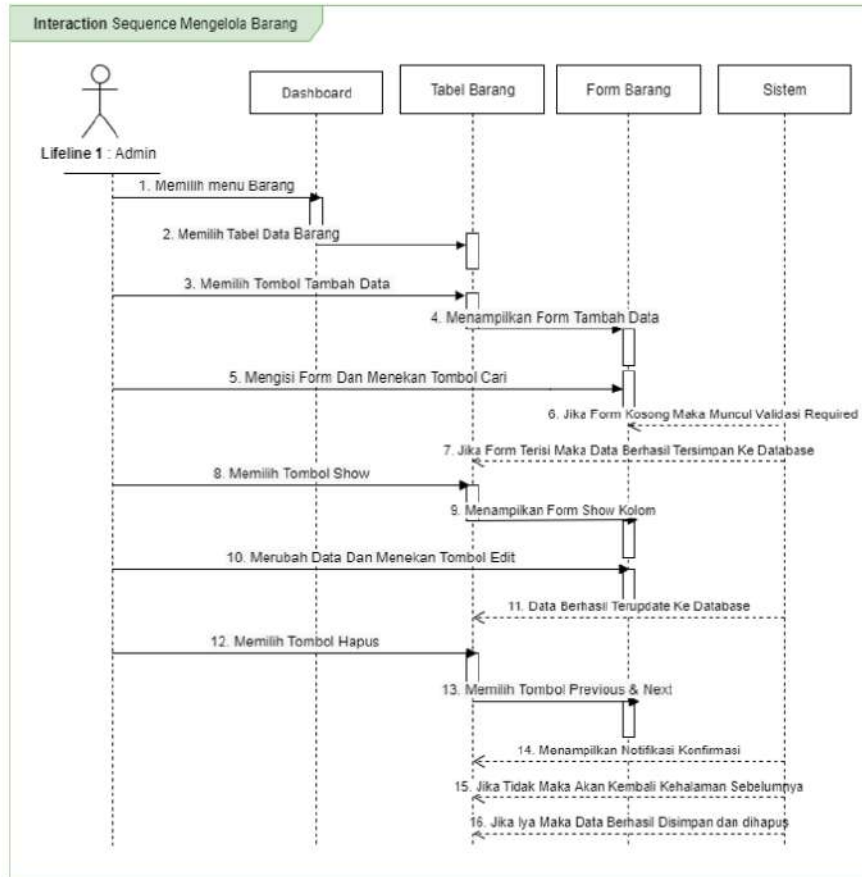 Interaction Sequence Mengelola Barang
Dashboard
Tabel Barang
Form Barang
Sistem
Lifeline 1 : Admin
1. Memilih menu Barang
2. Memilih Tabel Data Barang
3. Memilih Tombol Tambah Data
4. Menampilkan Form Tambah Data
5. Mengisi Form Dan Menekan Tombol Cari
6. Jika Form Kosong Maka Muncul Validasi Required
7. Jika Form Terisi Maka Data Berhasil Tersimpan Ke Database
8. Memilih Tombol Show
9. Menampilkan Form Show Kolom
10. Merubah Data Dan Menekan Tombol Edit
11. Data Berhasil Terupdate Ke Database
12. Memilih Tombol Hapus
13. Memilih Tombol Previous & Next
14. Menampilkan Notifikasi Konfirmasi
15. Jika Tidak Maka Akan Kembali Kehalaman Sebelumnya
16. Jika Iya Maka Data Berhasil Disimpan dan dihapus